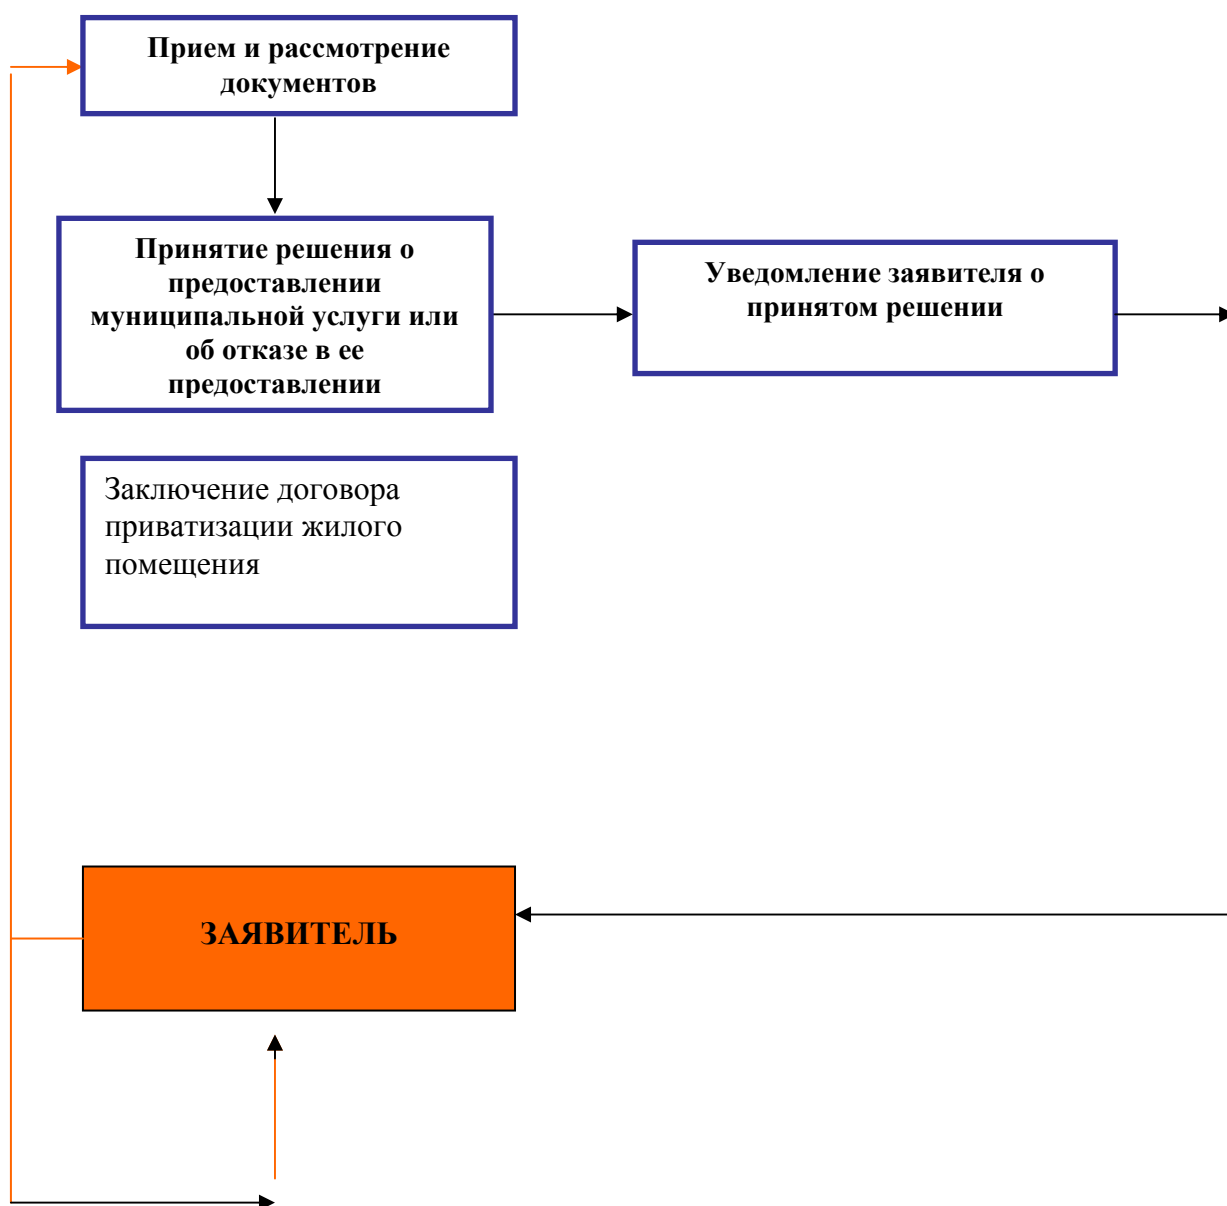 Прием и рассмотрение
документов
Принятие решения о
предоставлении
муниципальной услуги или
об отказе в ее
предоставлении
Уведомление заявителя о
принятом решении
Заключение договора
приватизации жилого
помещения
ЗАЯВИТЕЛЬ